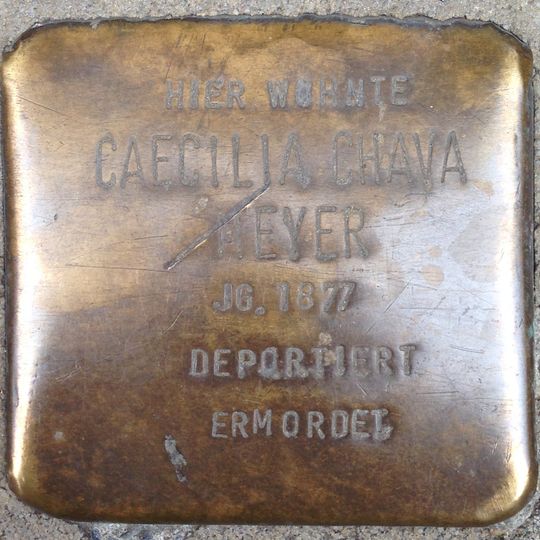 HIER WOHNTE
CAECILIA CHAVA
MEYER
JG. 1877
DEPORTIERT
ERMORDET